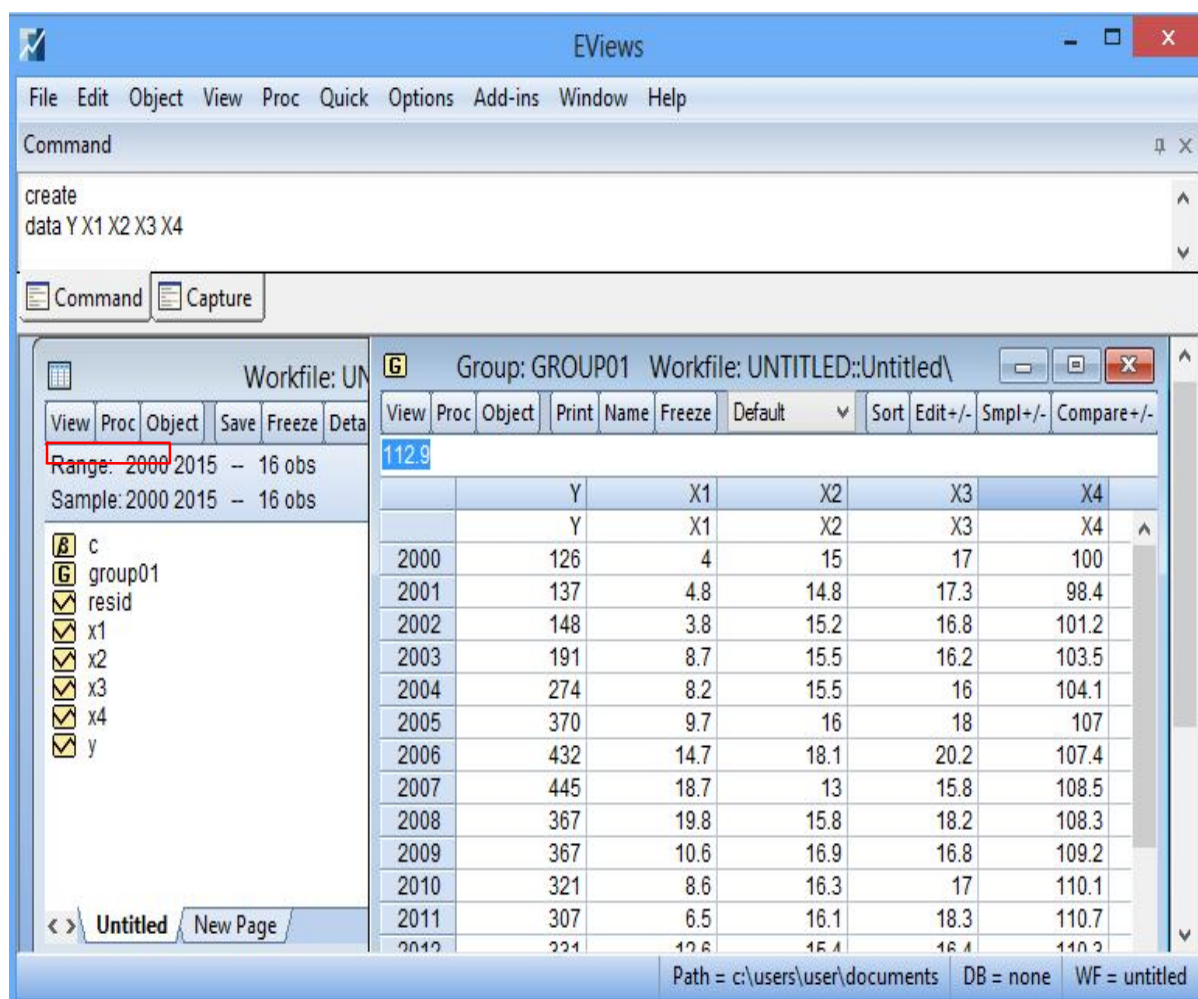 EViews
File Edit Object View Proc Quick Options Add-ins Window Help
Command
create
data Y X1 X2 X3 X4
Command Capture
Workfile: UN
View Proc Object Save Freeze Deta
Range: 2000 2015 -- 16 obs
Sample: 2000 2015 -- 16 obs
β c
G group01
resid
x1
x2
x3
x4
y
Untitled New Page
G Group: GROUP01 Workfile: UNTITLED::Untitled\
View Proc Object Print Name Freeze Default Sort Edit+/- Smpl+/- Compare+/-
112.9
Y X1 X2 X3 X4
Y X1 X2 X3 X4
2000 126 4 15 17 100
2001 137 4.8 14.8 17.3 98.4
2002 148 3.8 15.2 16.8 101.2
2003 191 8.7 15.5 16.2 103.5
2004 274 8.2 15.5 16 104.1
2005 370 9.7 16 18 107
2006 432 14.7 18.1 20.2 107.4
2007 445 18.7 13 15.8 108.5
2008 367 19.8 15.8 18.2 108.3
2009 367 10.6 16.9 16.8 109.2
2010 321 8.6 16.3 17 110.1
2011 307 6.5 16.1 18.3 110.7
2012 331 12.6 15.4 16.4 110.3
Path = c:\users\user\documents DB = none WF = untitled